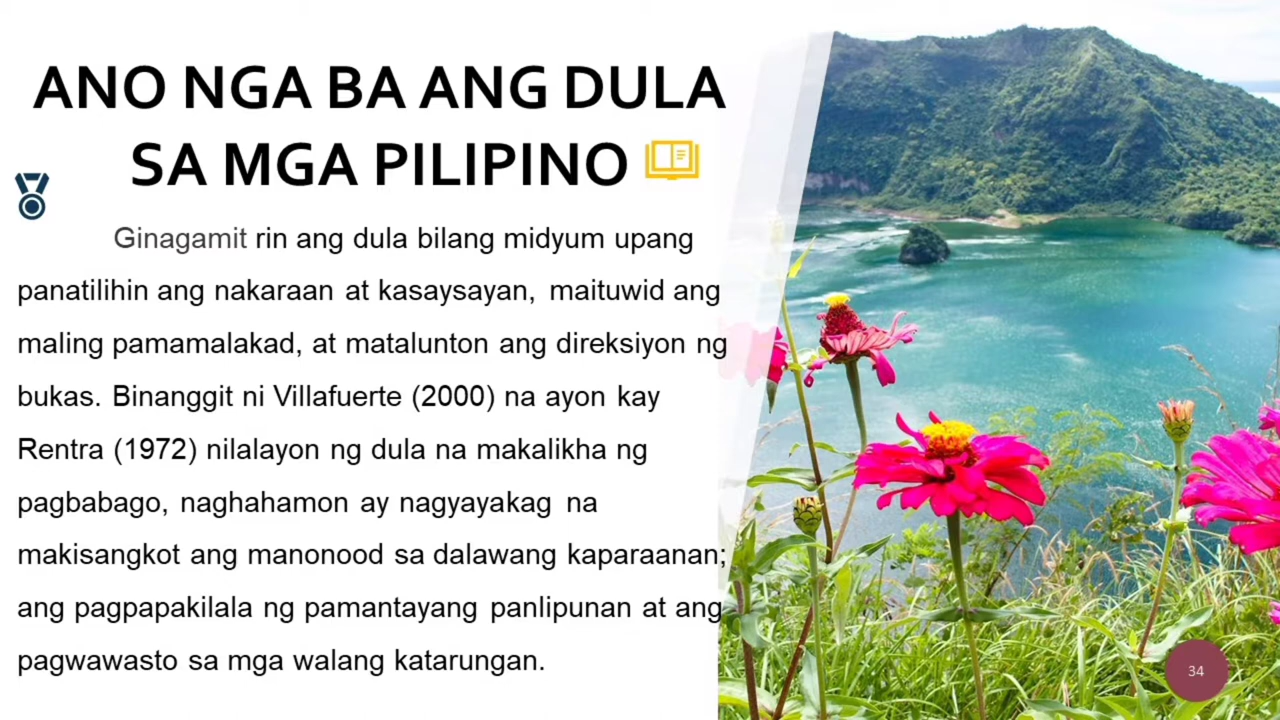 ANO NGA BA ANG DULA
SA MGA PILIPINO
Ginagamit rin ang dula bilang midyum upang
panatilihin ang nakaraan at kasaysayan, maituwid ang
maling pamamalakad, at matalunton ang direksiyon ng
bukas. Binanggit ni Villafuerte (2000) na ayon kay
Rentra (1972) nilalayon ng dula na makalikha ng
pagbabago, naghahamon ay nagyayakag na
makisangkot ang manonood sa dalawang kaparaanan;
ang pagpapakilala ng pamantayang panlipunan at ang
pagwawasto sa mga walang katarungan.
34